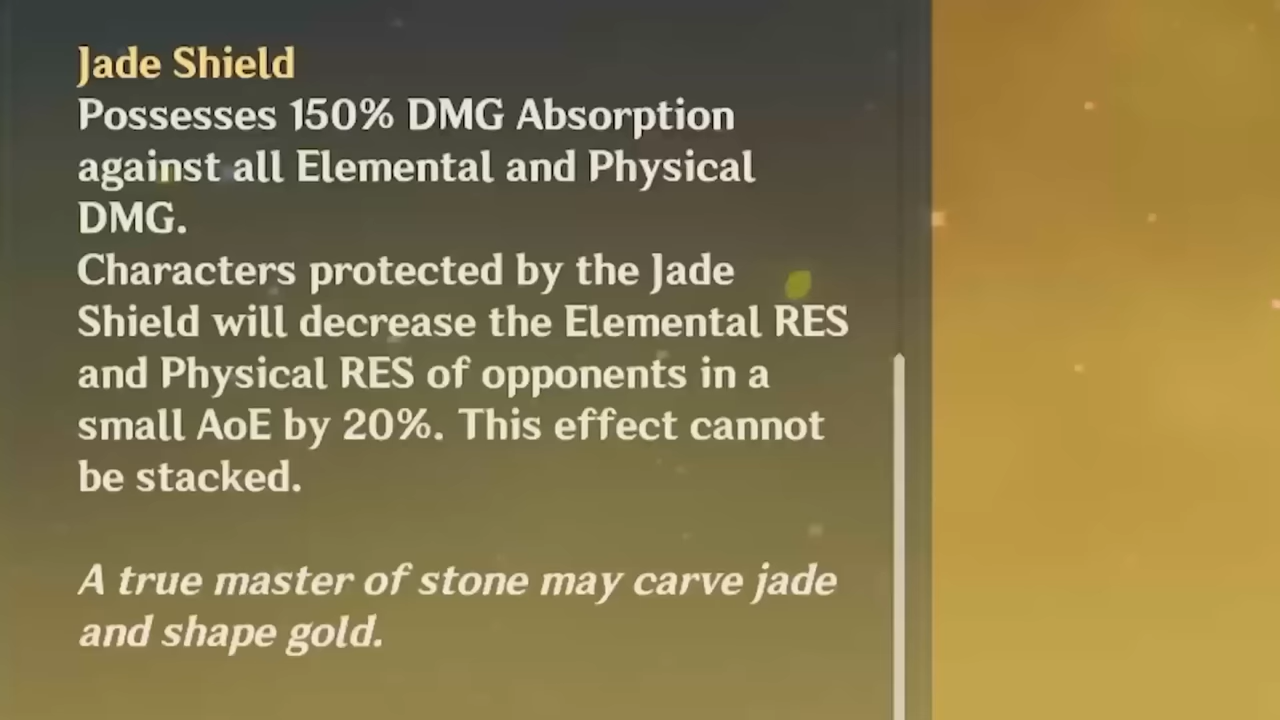 Jade Shield
Possesses 150% DMG Absorption
against all Elemental and Physical
DMG.
Characters protected by the Jade
Shield will decrease the Elemental RES
and Physical RES of opponents in a
small AoE by 20%. This effect cannot
be stacked.
A true master of stone may carve jade
and shape gold.